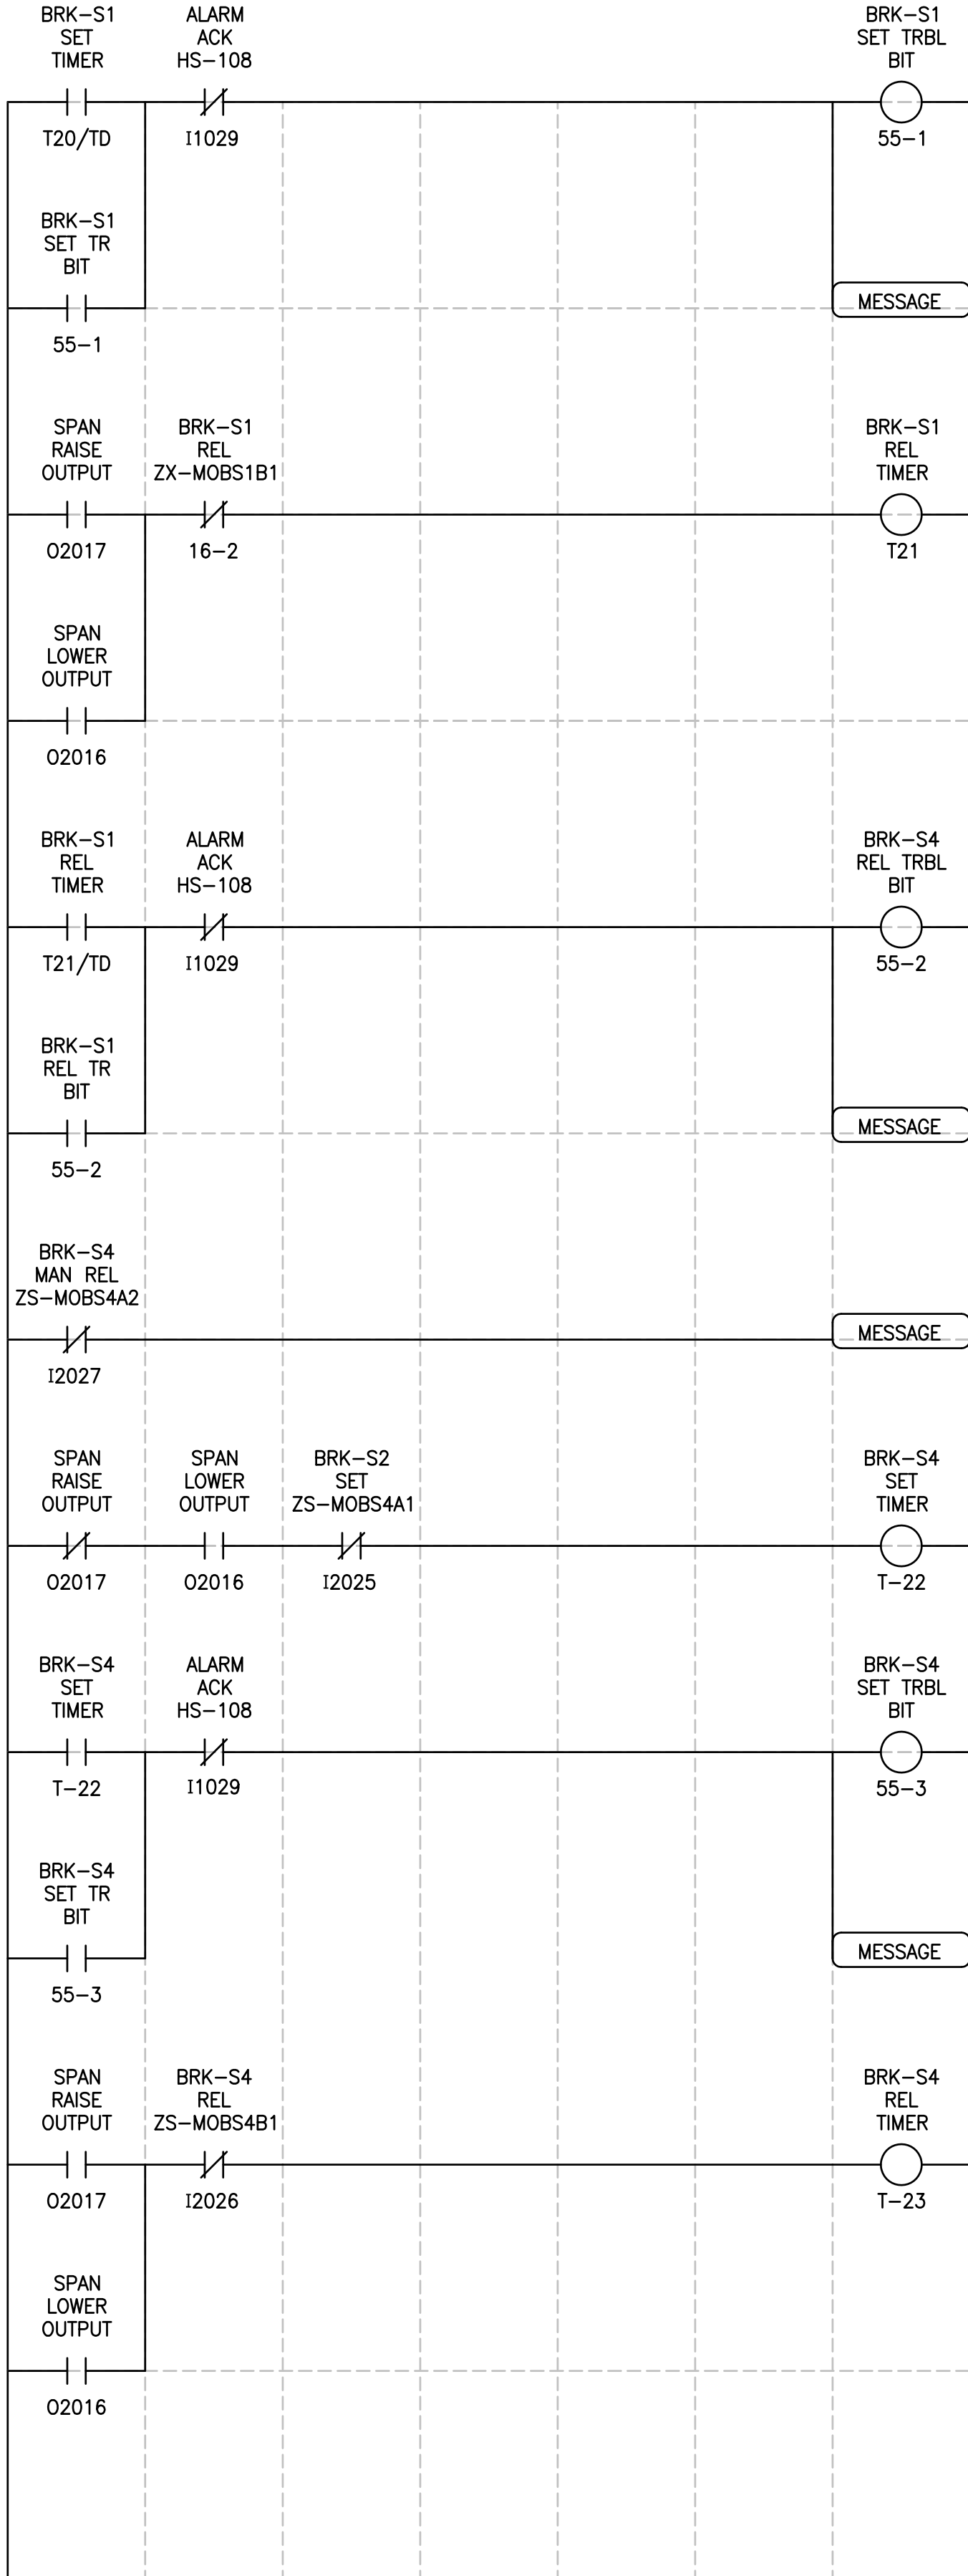 BRK-S1
SET
TIMER
ALARM
ACK
HS-108
BRK-S1
SET TRBL
BIT
T20/TD
I1029
55-1
BRK-S1
SET TR
BIT
MESSAGE
55-1
SPAN
RAISE
OUTPUT
BRK-S1
REL
ZX-MOBS1B1
BRK-S1
REL
TIMER
O2017
16-2
T21
SPAN
LOWER
OUTPUT
O2016
BRK-S1
REL
TIMER
ALARM
ACK
HS-108
BRK-S4
REL TRBL
BIT
T21/TD
I1029
55-2
BRK-S1
REL TR
BIT
MESSAGE
55-2
BRK-S4
MAN REL
ZS-MOBS4A2
MESSAGE
I2027
SPAN
RAISE
OUTPUT
SPAN
LOWER
OUTPUT
BRK-S2
SET
ZS-MOBS4A1
BRK-S4
SET
TIMER
O2017
O2016
I2025
T-22
BRK-S4
SET
TIMER
ALARM
ACK
HS-108
BRK-S4
SET TRBL
BIT
T-22
I1029
55-3
BRK-S4
SET TR
BIT
MESSAGE
55-3
SPAN
RAISE
OUTPUT
BRK-S4
REL
ZS-MOBS4B1
BRK-S4
REL
TIMER
O2017
I2026
T-23
SPAN
LOWER
OUTPUT
O2016